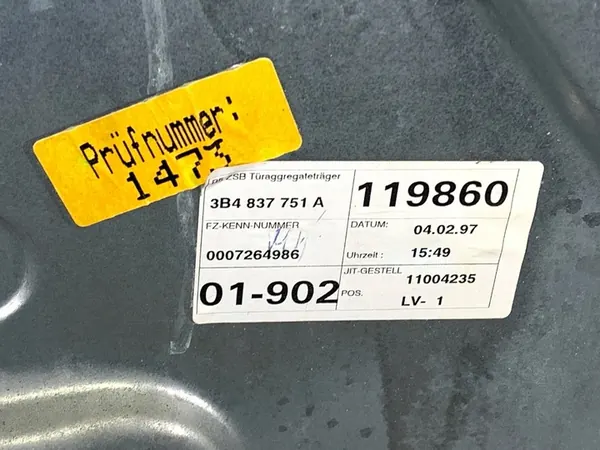 Prüfnummer:
1473
ZSB Türaggregateträger
3B4 837 751 A
119860
FZ-KENN-NUMMER
0007264986
DATUM: 04.02.97
Uhrzeit: 15:49
01-902
JIT-GESTELL 11004235
POS. LV- 1